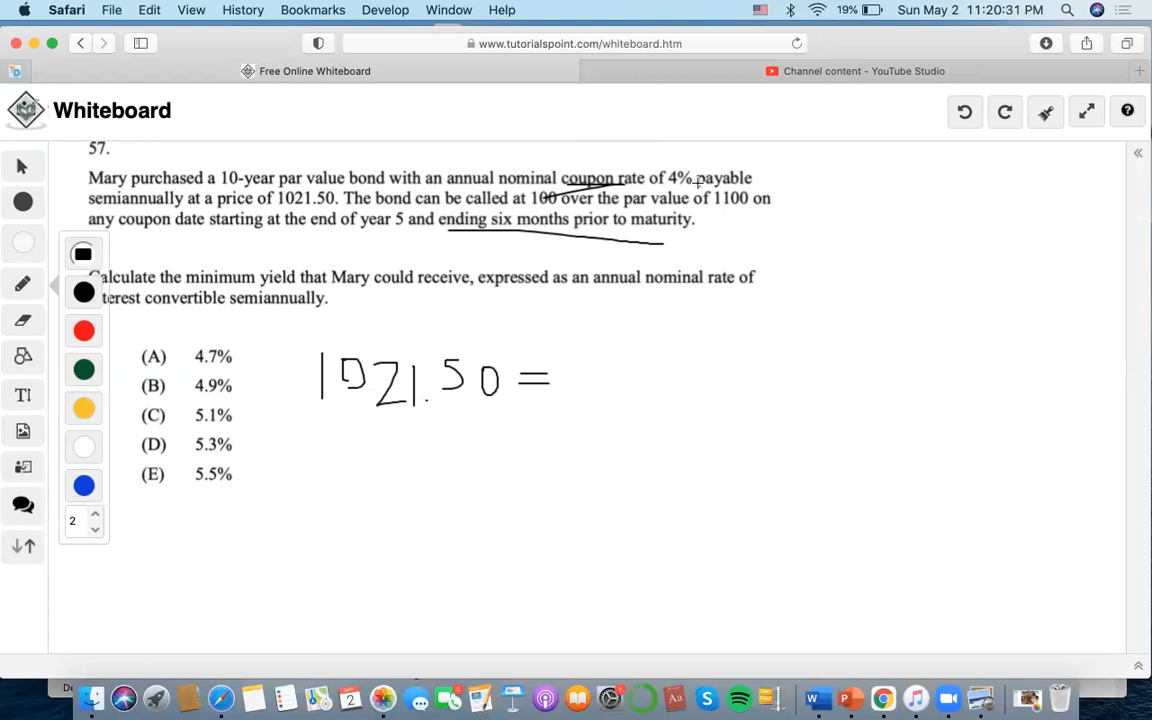 Safari File Edit View History Bookmarks Develop Window Help 19% Sun May 2 11:20:31 PM
www.tutorialspoint.com/whiteboard.htm
Free Online Whiteboard Channel content - YouTube Studio
Whiteboard
57.
Mary purchased a 10-year par value bond with an annual nominal coupon rate of 4% payable
semiannually at a price of 1021.50. The bond can be called at 100 over the par value of 1100 on
any coupon date starting at the end of year 5 and ending six months prior to maturity.
Calculate the minimum yield that Mary could receive, expressed as an annual nominal rate of
terest convertible semiannually.
(A) 4.7%
1021.50 =
(B) 4.9%
(C) 5.1%
(D) 5.3%
(E) 5.5%
2